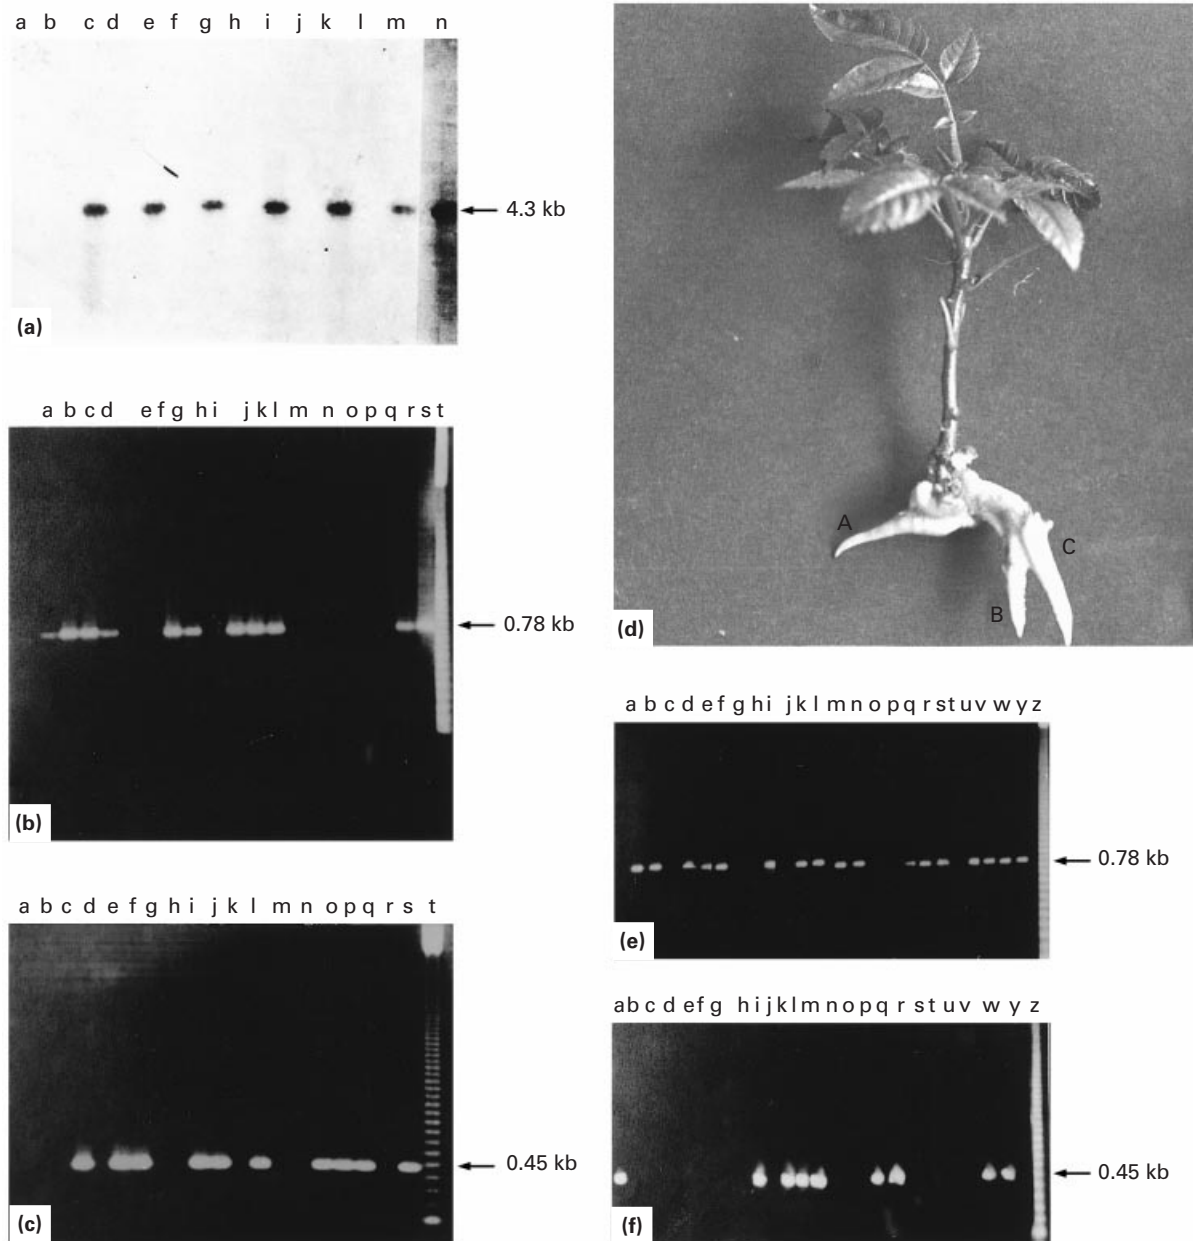 a b c d e f g h i j k l m n
4.3 kb
(a)
a b c d e f g h i j k l m n o p q r s t
0.78 kb
(b)
a b c d e f g h i j k l m n o p q r s t
0.45 kb
(c)
A
C
B
(d)
a b c d e f g h i j k l m n o p q r s t u v w y z
0.78 kb
(e)
a b c d e f g h i j k l m n o p q r s t u v w y z
0.45 kb
(f)